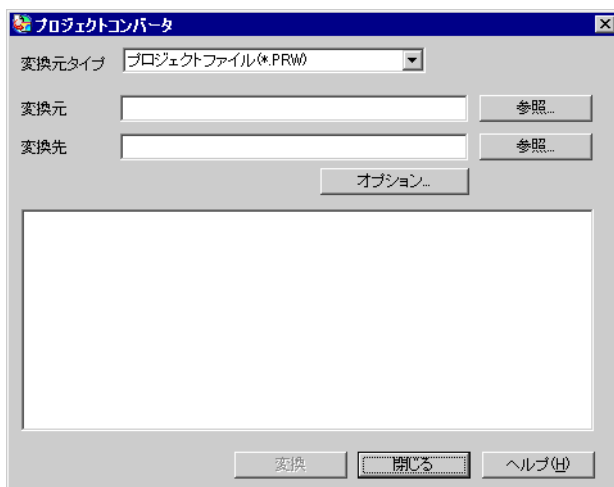 プロジェクトコンバータ
変換元タイプ プロジェクトファイル(*.PRW)
変換元 参照...
変換先 参照...
オプション...
変換 閉じる ヘルプ(H)